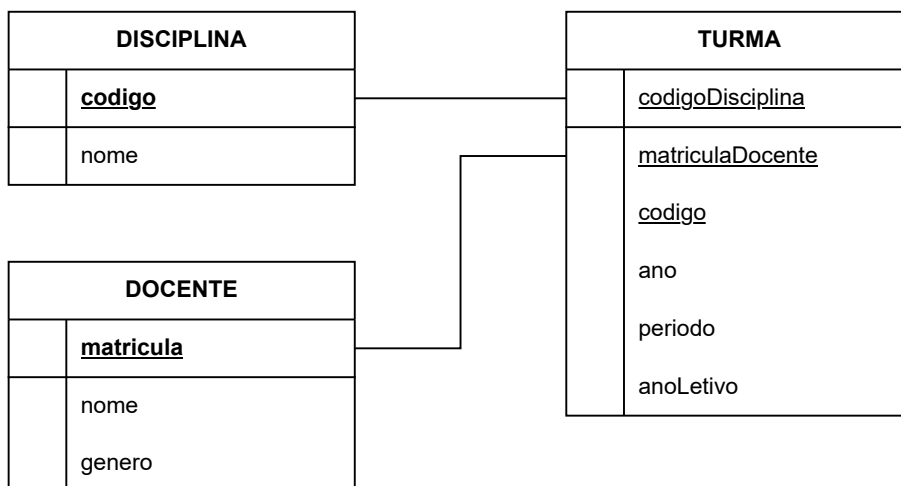 DISCIPLINA
codigo
nome
DOCENTE
matricula
nome
genero
TURMA
codigoDisciplina
matriculaDocente
codigo
ano
periodo
anoLetivo